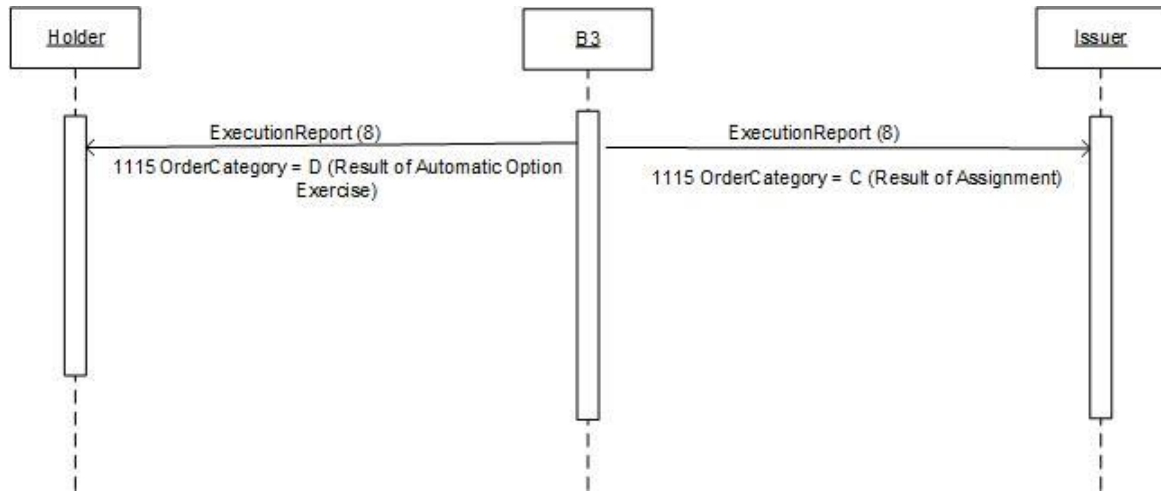 Holder
B3
Issuer
ExecutionReport (8)
1115 OrderCategory = D (Result of Automatic Option
Exercise)
ExecutionReport (8)
1115 OrderCategory = C (Result of Assignment)